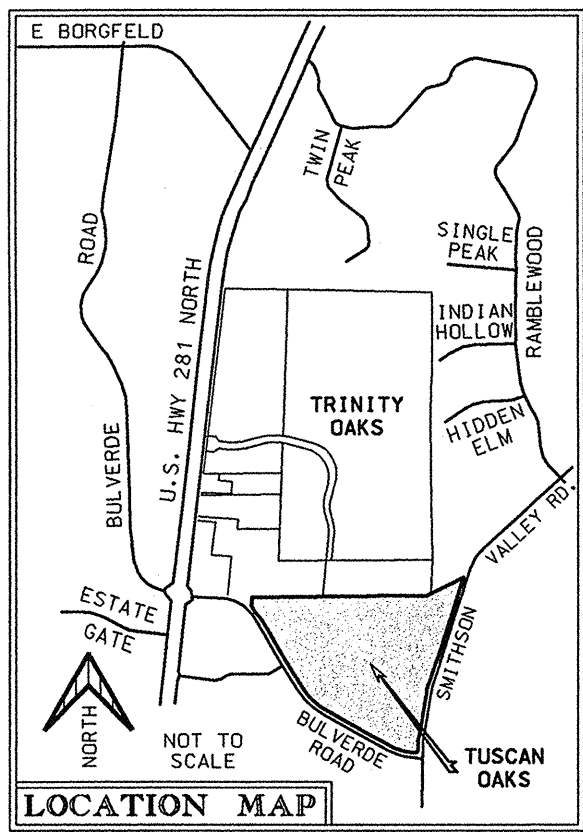 E BORGFELD
TWIN
PEAK
ROAD
SINGLE
PEAK
RAMBLEWOOD
U.S. HWY 281 NORTH
INDIAN
HOLLOW
TRINITY
OAKS
HIDDEN
ELM
BULVERDE
VALLEY RD.
ESTATE
GATE
SMITHSON
NORTH
NOT TO
SCALE
BULVERDE
ROAD
TUSCAN
OAKS
LOCATION MAP